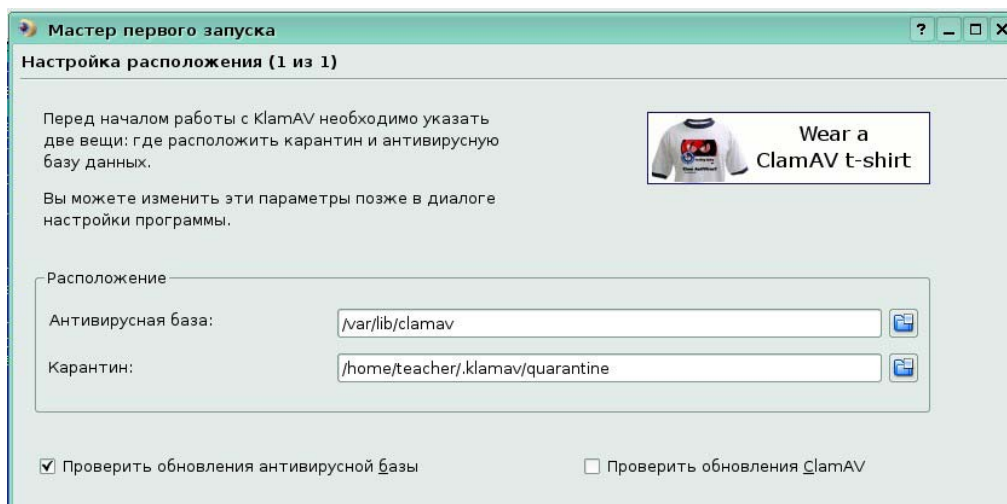 Мастер первого запуска
Настройка расположения (1 из 1)
Перед началом работы с KlamAV необходимо указать
две вещи: где расположить карантин и антивирусную
базу данных.
Вы можете изменить эти параметры позже в диалоге
настройки программы.
Wear a
ClamAV t-shirt
Расположение
Антивирусная база:
/var/lib/clamav
Карантин:
/home/teacher/.klamav/quarantine
Проверить обновления антивирусной базы
Проверить обновления ClamAV